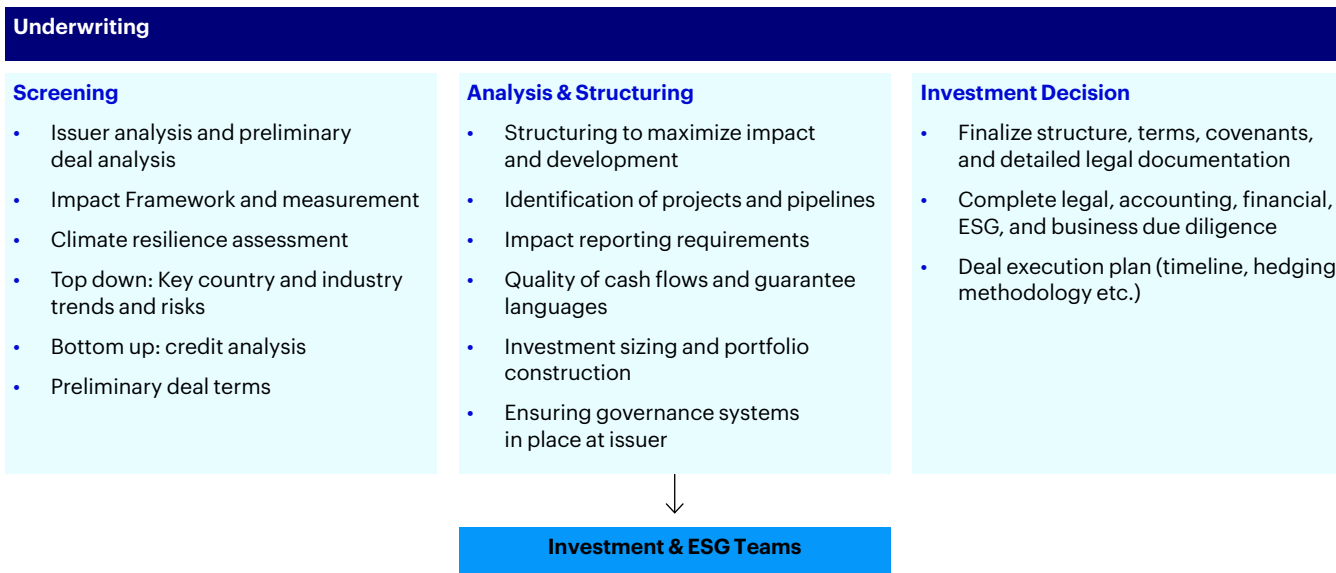 Underwriting
Screening
• Issuer analysis and preliminary
deal analysis
• Impact Framework and measurement
• Climate resilience assessment
• Top down: Key country and industry
trends and risks
• Bottom up: credit analysis
• Preliminary deal terms
Analysis & Structuring
• Structuring to maximize impact
and development
• Identification of projects and pipelines
• Impact reporting requirements
• Quality of cash flows and guarantee
languages
• Investment sizing and portfolio
construction
• Ensuring governance systems
in place at issuer
Investment Decision
• Finalize structure, terms, covenants,
and detailed legal documentation
• Complete legal, accounting, financial,
ESG, and business due diligence
• Deal execution plan (timeline, hedging
methodology etc.)
Investment & ESG Teams